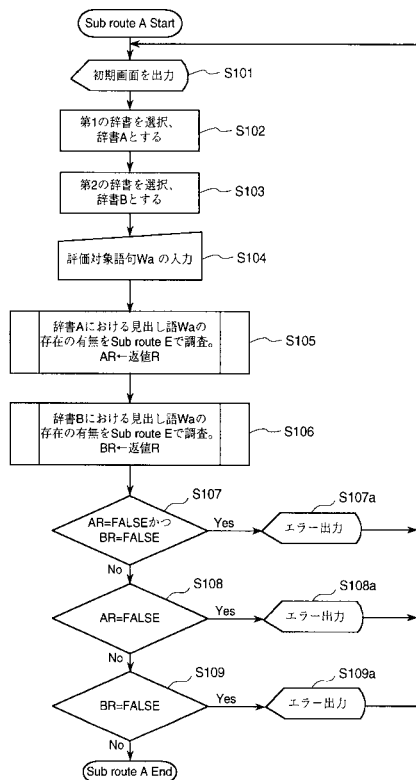 Sub route A Start
初期画面を出力
S101
第1の辞書を選択、
辞書Aとする
S102
第2の辞書を選択、
辞書Bとする
S103
評価対象語句Wa の入力
S104
辞書Aにおける見出し語Waの
存在の有無をSub route Eで調査。
AR←返値R
S105
辞書Bにおける見出し語Waの
存在の有無をSub route Eで調査。
BR←返値R
S106
S107
AR=FALSEかつ
BR=FALSE
Yes
S107a
エラー出力
No
S108
AR=FALSE
Yes
S108a
エラー出力
No
S109
BR=FALSE
Yes
S109a
エラー出力
No
Sub route A End